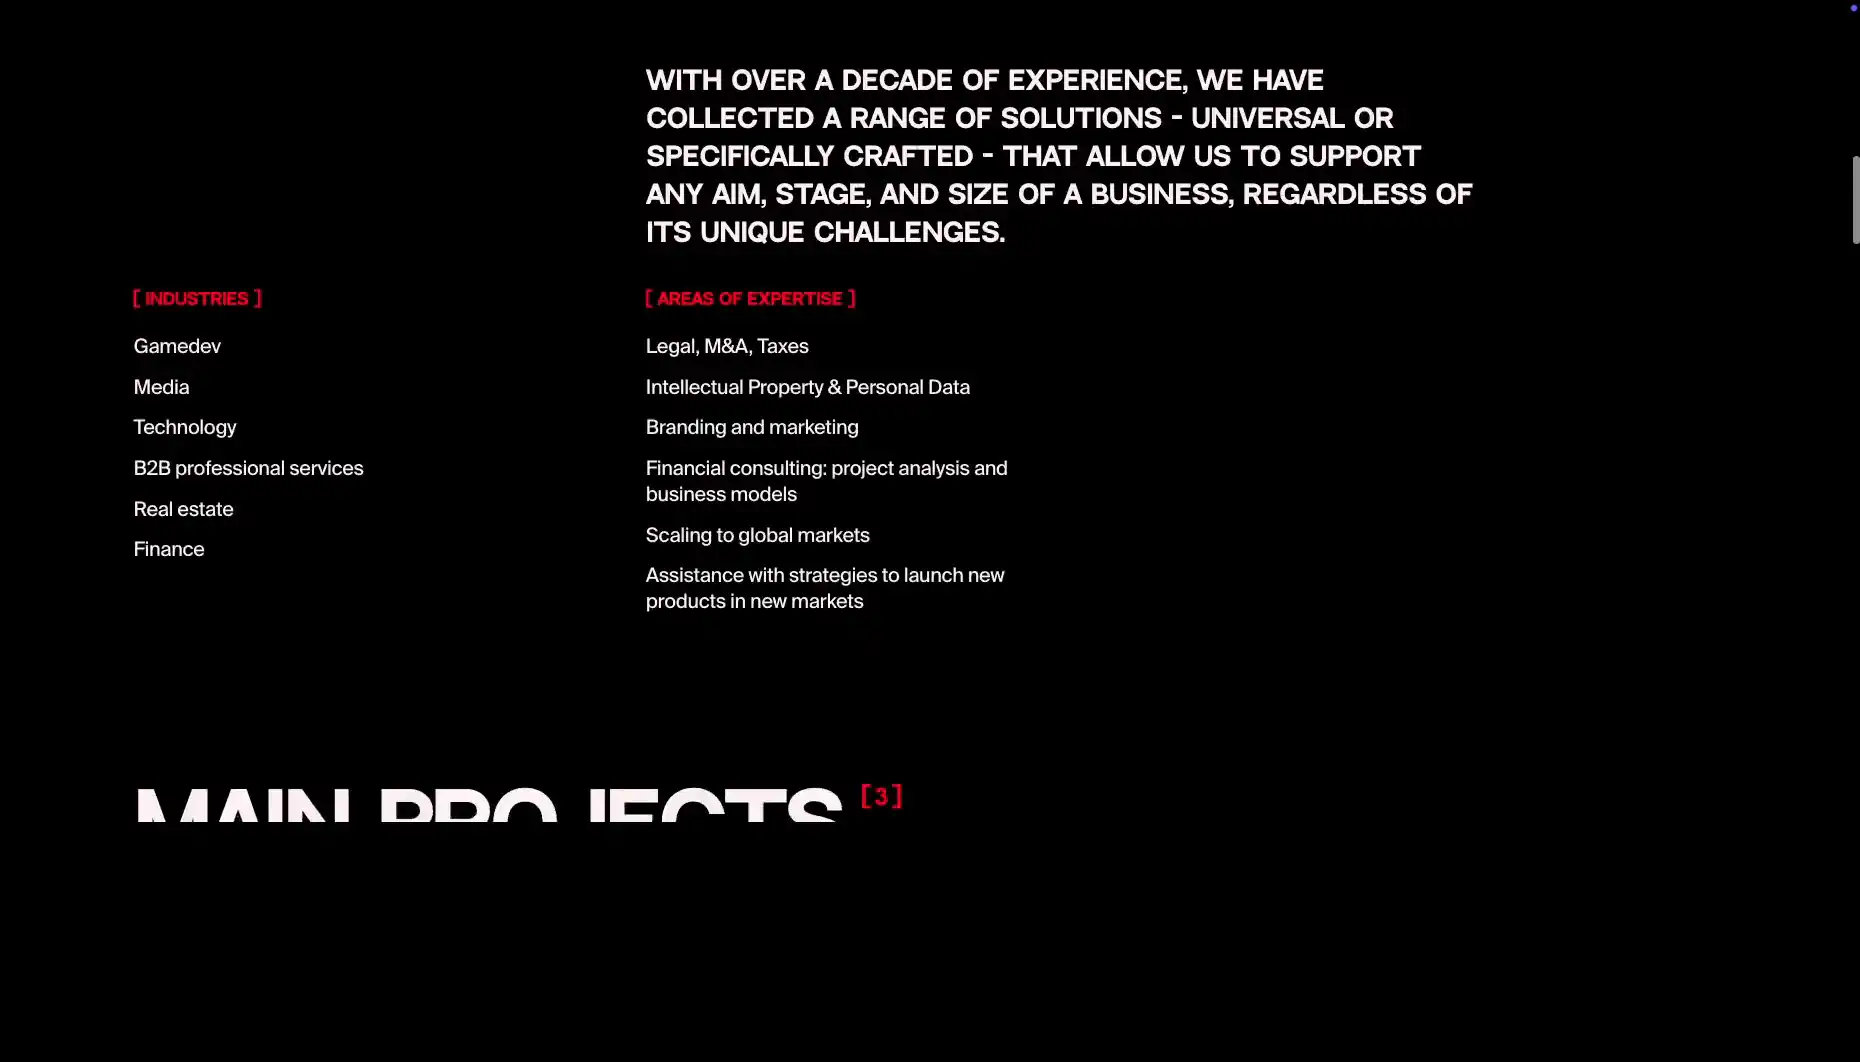 WITH OVER A DECADE OF EXPERIENCE, WE HAVE
COLLECTED A RANGE OF SOLUTIONS - UNIVERSAL OR
SPECIFICALLY CRAFTED - THAT ALLOW US TO SUPPORT
ANY AIM, STAGE, AND SIZE OF A BUSINESS, REGARDLESS OF
ITS UNIQUE CHALLENGES.
[ INDUSTRIES ]
Gamedev
Media
Technology
B2B professional services
Real estate
Finance
[ AREAS OF EXPERTISE ]
Legal, M&A, Taxes
Intellectual Property & Personal Data
Branding and marketing
Financial consulting: project analysis and
business models
Scaling to global markets
Assistance with strategies to launch new
products in new markets
MAIN PROJECTS [3]